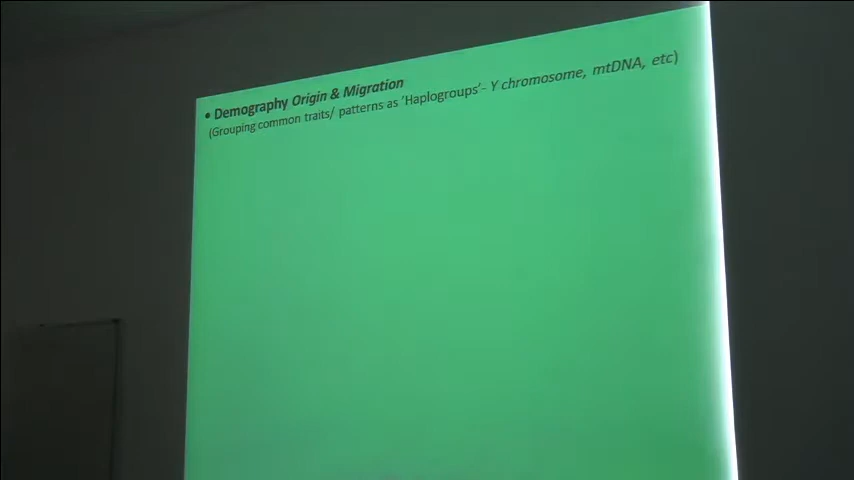 • Demography Origin & Migration
(Grouping common traits/ patterns as 'Haplogroups'- Y chromosome, mtDNA, etc)